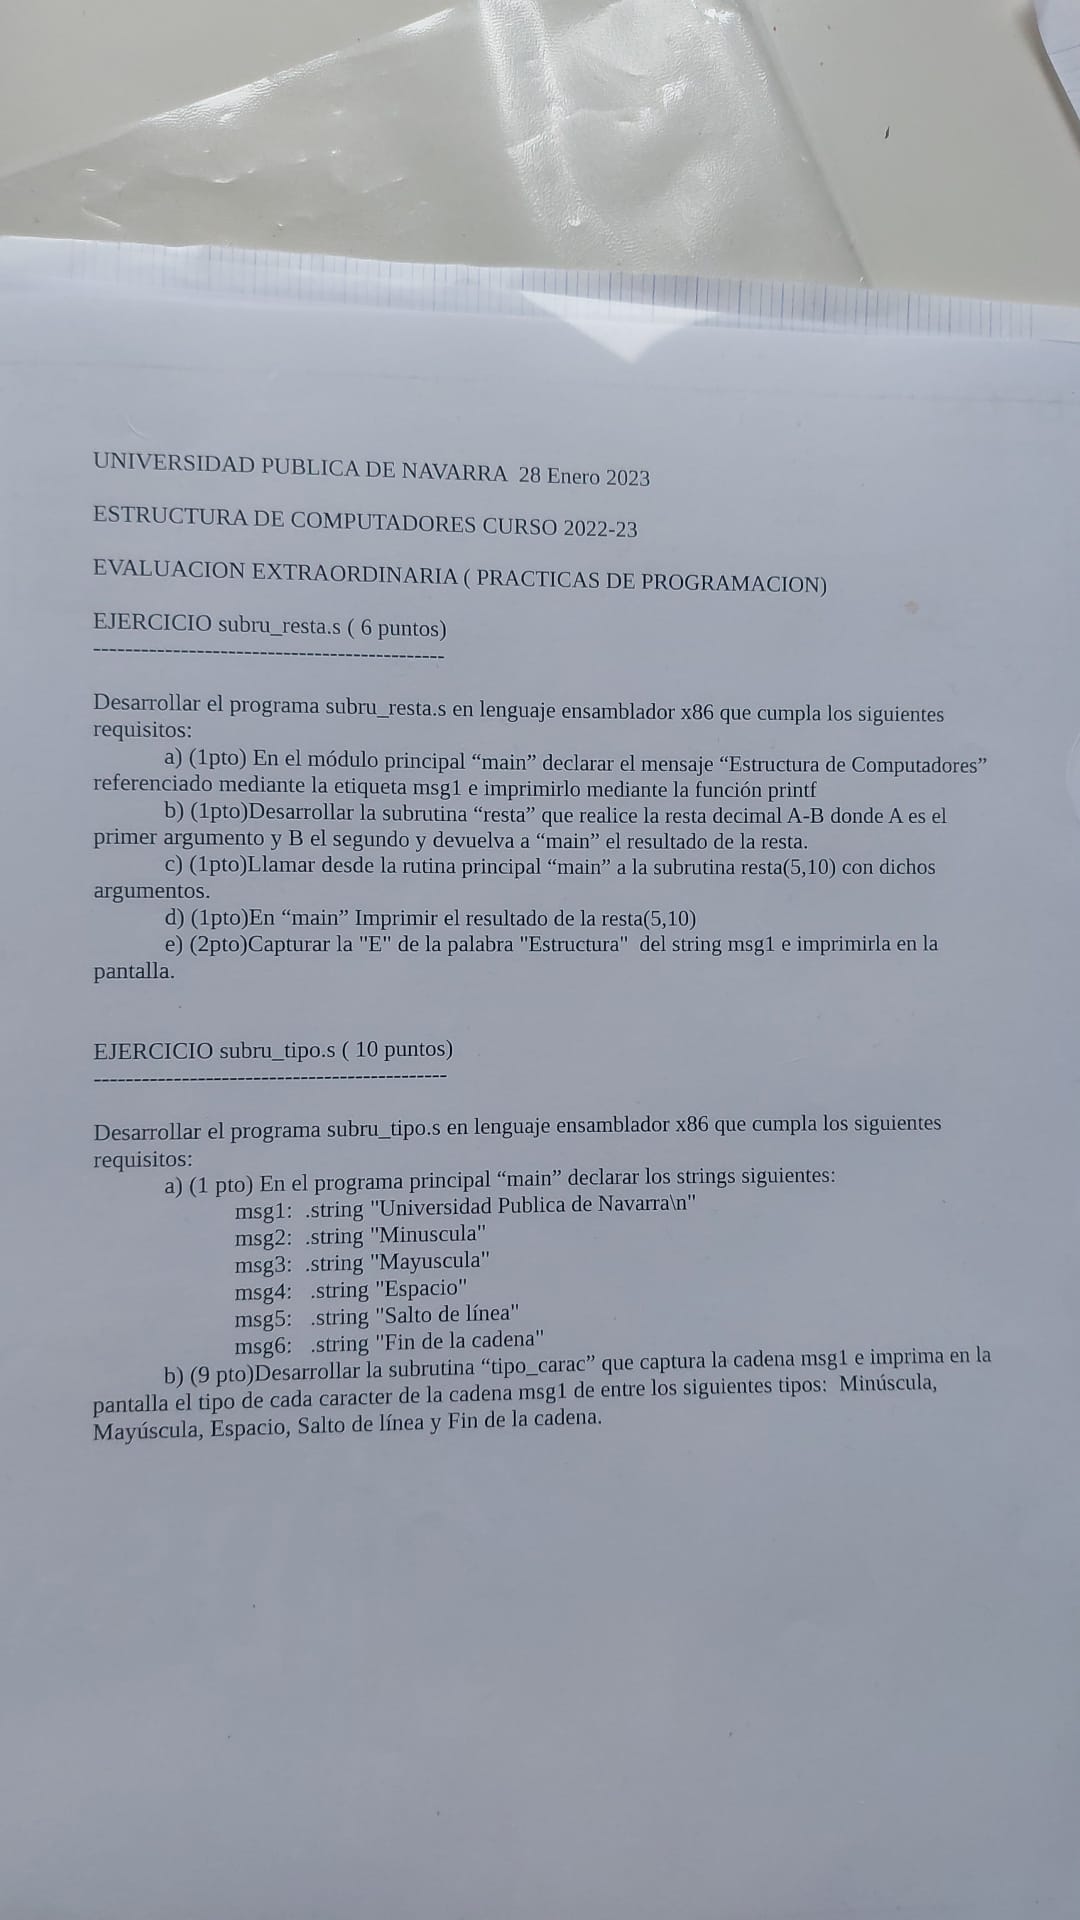 UNIVERSIDAD PUBLICA DE NAVARRA 28 Enero 2023
ESTRUCTURA DE COMPUTADORES CURSO 2022-23
EVALUACION EXTRAORDINARIA ( PRACTICAS DE PROGRAMACION)
EJERCICIO subru_resta.s ( 6 puntos)
--------------------------------------------
Desarrollar el programa subru_resta.s en lenguaje ensamblador x86 que cumpla los siguientes
requisitos:
a) (1pto) En el módulo principal “main” declarar el mensaje “Estructura de Computadores”
referenciado mediante la etiqueta msg1 e imprimirlo mediante la función printf
b) (1pto)Desarrollar la subrutina “resta” que realice la resta decimal A-B donde A es el
primer argumento y B el segundo y devuelva a “main” el resultado de la resta.
c) (1pto)Llamar desde la rutina principal “main” a la subrutina resta(5,10) con dichos
argumentos.
d) (1pto)En “main” Imprimir el resultado de la resta(5,10)
e) (2pto)Capturar la "E" de la palabra "Estructura" del string msg1 e imprimirla en la
pantalla.
EJERCICIO subru_tipo.s ( 10 puntos)
--------------------------------------------
Desarrollar el programa subru_tipo.s en lenguaje ensamblador x86 que cumpla los siguientes
requisitos:
a) (1 pto) En el programa principal “main” declarar los strings siguientes:
msg1: .string "Universidad Publica de Navarra\n"
msg2: .string "Minuscula"
msg3: .string "Mayuscula"
msg4: .string "Espacio"
msg5: .string "Salto de línea"
msg6: .string "Fin de la cadena"
b) (9 pto)Desarrollar la subrutina “tipo_carac” que captura la cadena msg1 e imprima en la
pantalla el tipo de cada caracter de la cadena msg1 de entre los siguientes tipos: Minúscula,
Mayúscula, Espacio, Salto de línea y Fin de la cadena.